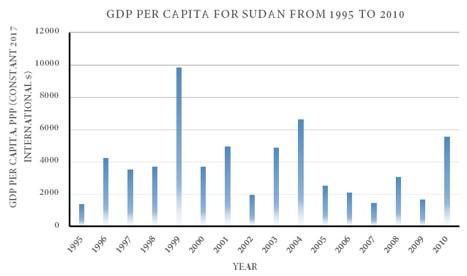 GDP PER CAPITA FOR SUDAN FROM 1995 TO 2010
GDP PER CAPITA, PPP (CONSTANT 2017
INTERNATIONAL $)
12000
10000
8000
6000
4000
2000
0
1995 1996 1997 1998 1999 2000 2001 2002 2003 2004 2005 2006 2007 2008 2009 2010
YEAR